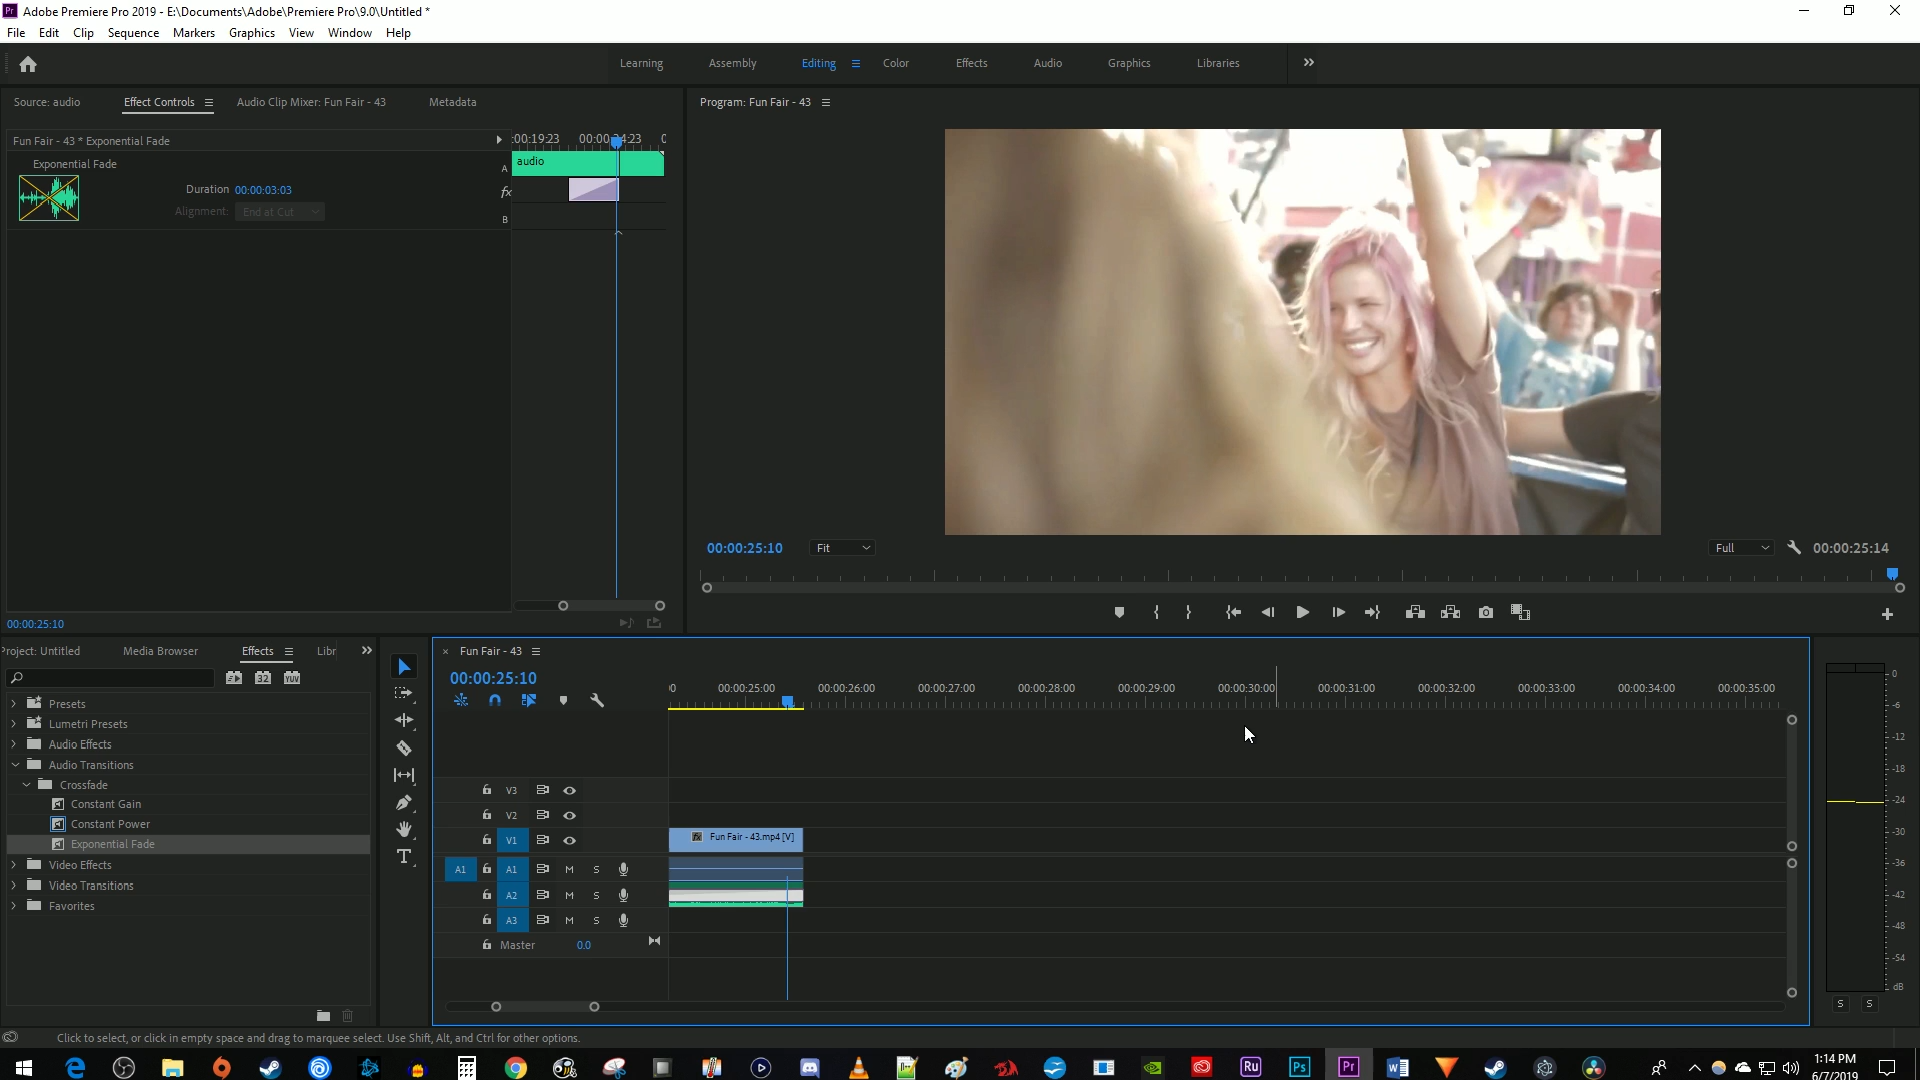 Adobe Premiere Pro 2019 - E:\Documents\Adobe\Premiere Pro\9.0\Untitled *
File Edit Clip Sequence Markers Graphics View Window Help
Learning Assembly Editing Color Effects Audio Graphics Libraries
Source: audio Effect Controls Audio Clip Mixer: Fun Fair - 43 Metadata
Program: Fun Fair - 43
Fun Fair - 43 * Exponential Fade
:00:19:23
Exponential Fade
A audio
Duration 00:00:03:03
fx
Alignment: End at Cut
B
00:00:25:10 Fit Full 00:00:25:14
00:00:25:10
Project: Untitled Media Browser Effects Libr
Fun Fair - 43
00:00:25:10
00:00:25:00 00:00:26:00 00:00:27:00 00:00:28:00 00:00:29:00 00:00:30:00 00:00:31:00 00:00:32:00 00:00:33:00 00:00:34:00 00:00:35:00
32 YUV
Presets
Lumetri Presets
Audio Effects
Audio Transitions
Crossfade
Constant Gain
Constant Power
Exponential Fade
Video Effects
Video Transitions
Favorites
V3
V2
V1 fx Fun Fair - 43.mp4 [V]
A1 A1 M S
A2 M S
A3 M S
Master 0.0
0
-6
-12
-18
-24
-30
-36
-42
-48
-54
dB
S S
Click to select, or click in empty space and drag to marquee select. Use Shift, Alt, and Ctrl for other options.
Ru Ps Pr
1:14 PM
6/7/2019